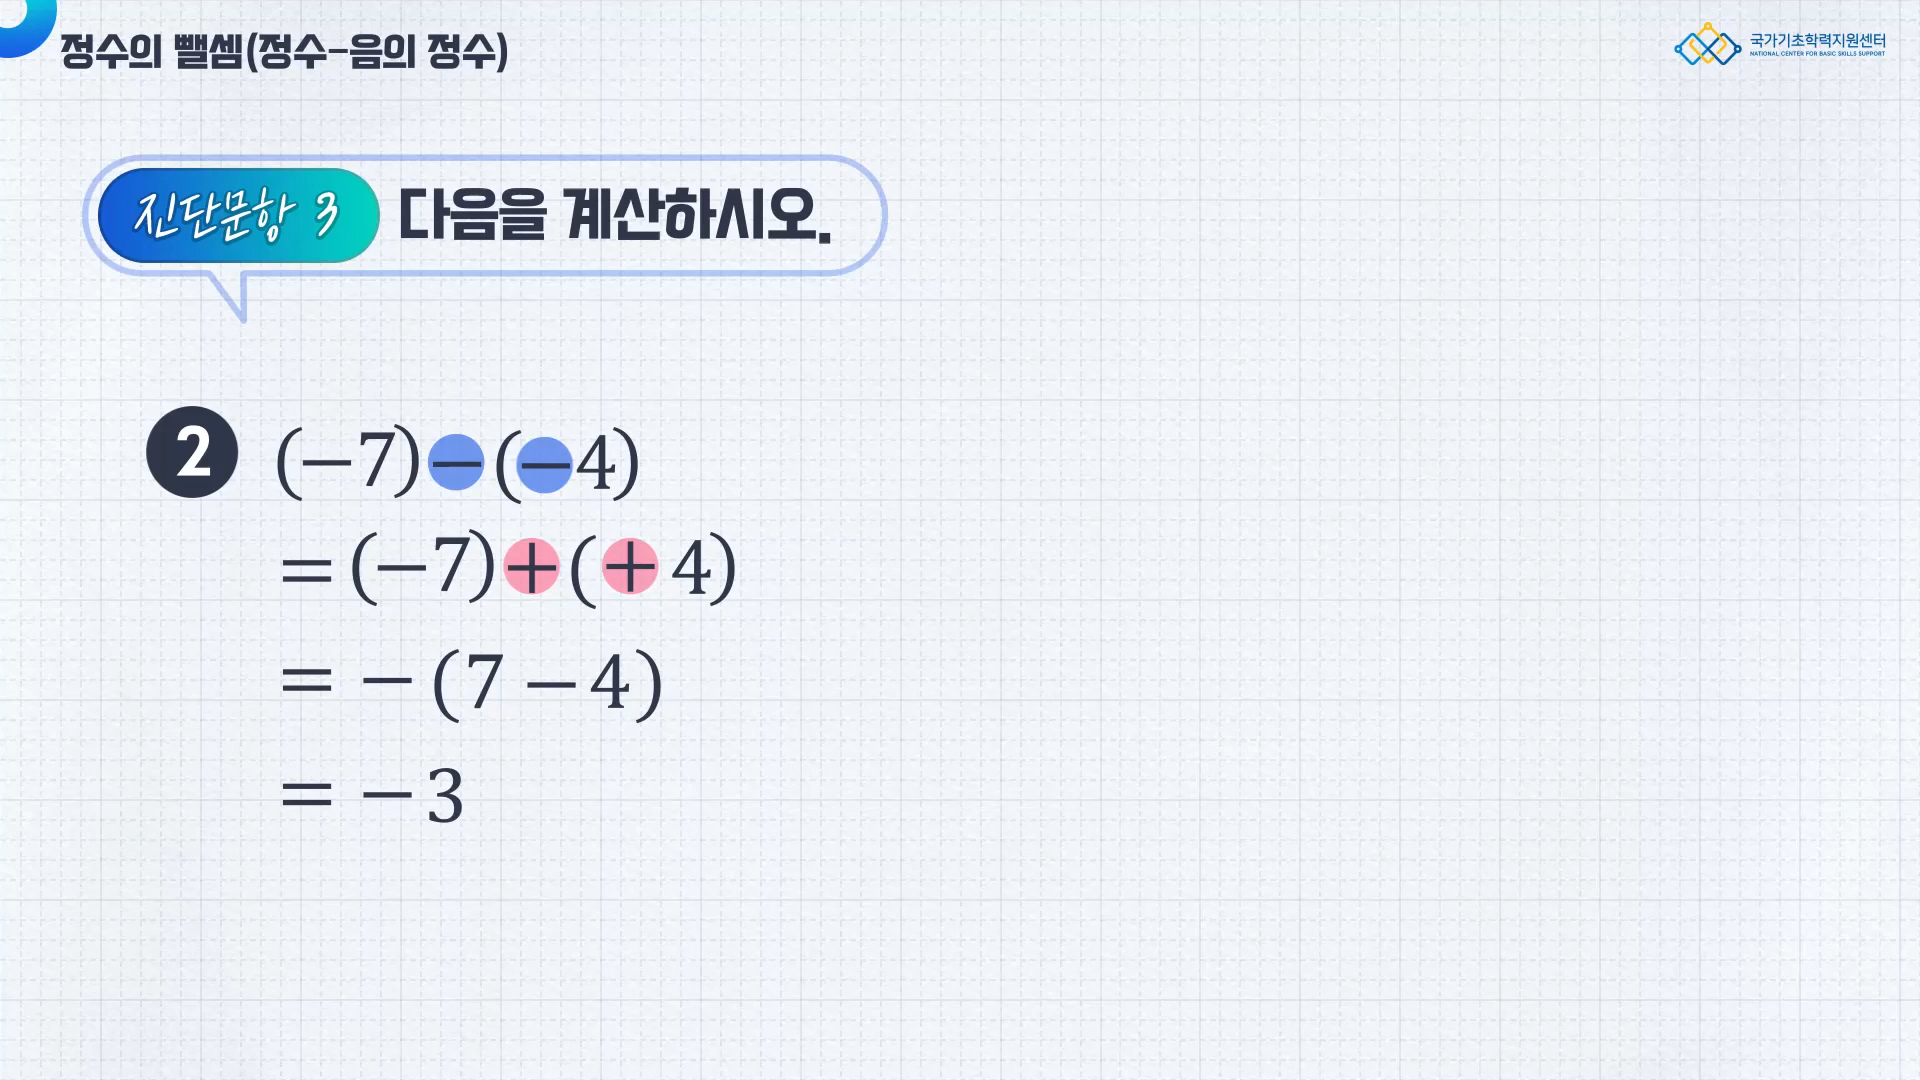 정수의 뺄셈(정수-음의 정수)
국가기초학력지원센터
NATIONAL CENTER FOR BASIC SKILLS SUPPORT
진단문항 3 다음을 계산하시오.
2 (−7)−(−4)
=(−7)+(+4)
= −(7 −4)
= −3